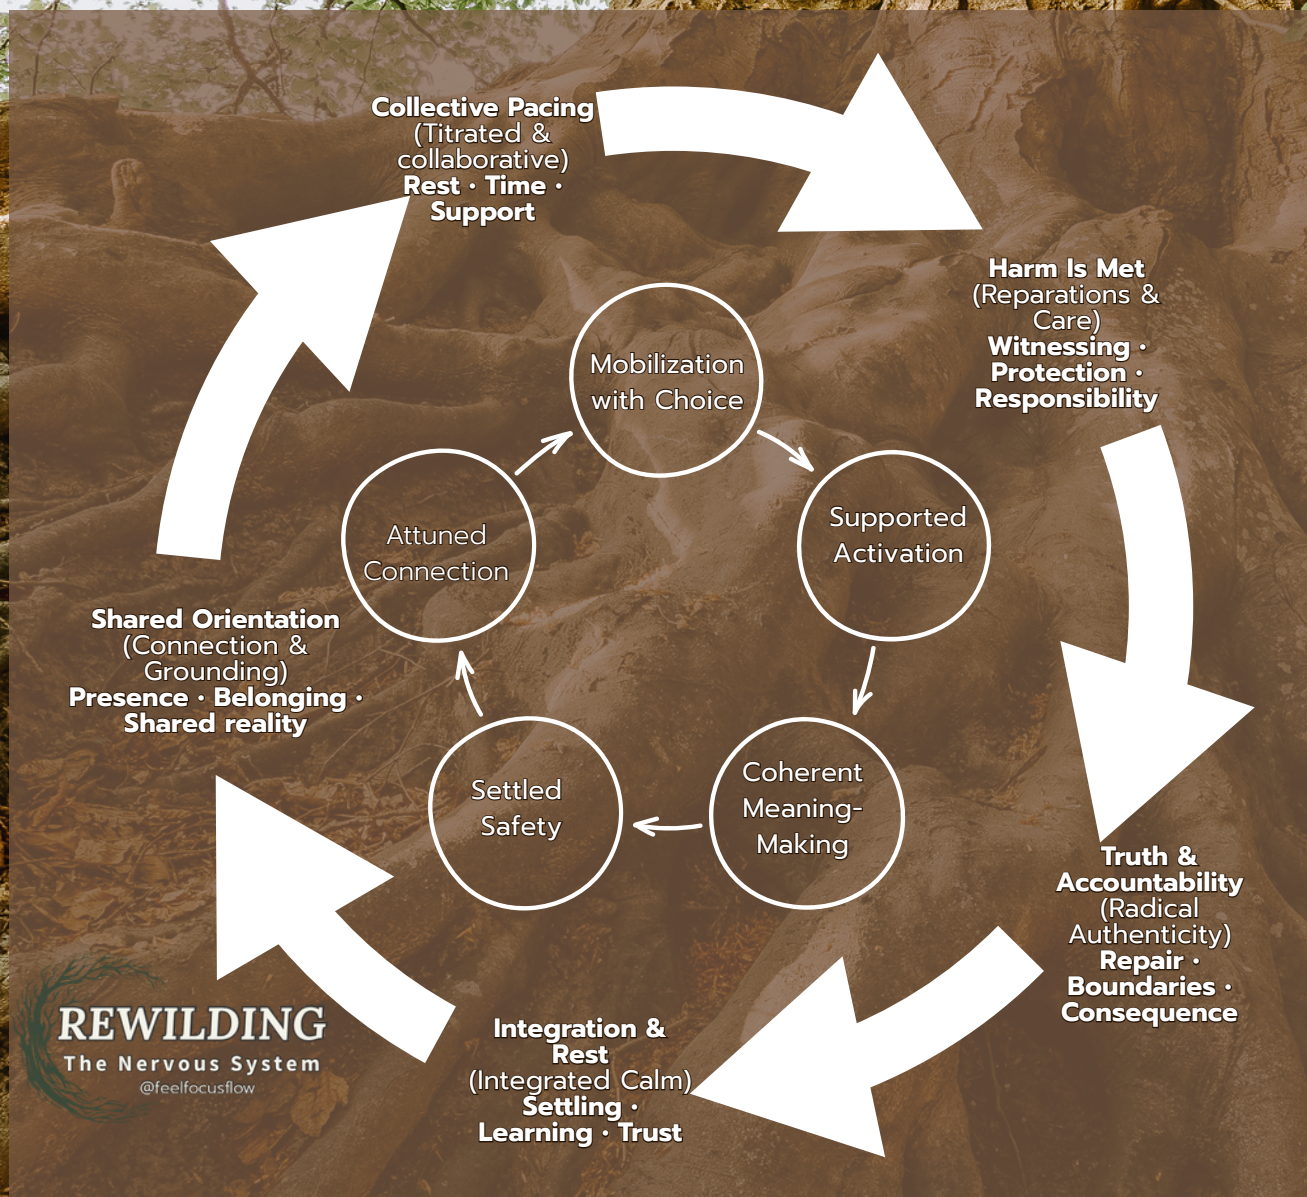 Collective Pacing
(Titrated &
collaborative)
Rest · Time ·
Support
Harm Is Met
(Reparations &
Care)
Witnessing ·
Protection ·
Responsibility
Truth &
Accountability
(Radical
Authenticity)
Repair ·
Boundaries ·
Consequence
Integration &
Rest
(Integrated Calm)
Settling ·
Learning · Trust
Shared Orientation
(Connection &
Grounding)
Presence · Belonging ·
Shared reality
Mobilization
with Choice
Supported
Activation
Coherent
Meaning-
Making
Settled
Safety
Attuned
Connection
REWILDING
The Nervous System
@feelfocusflow